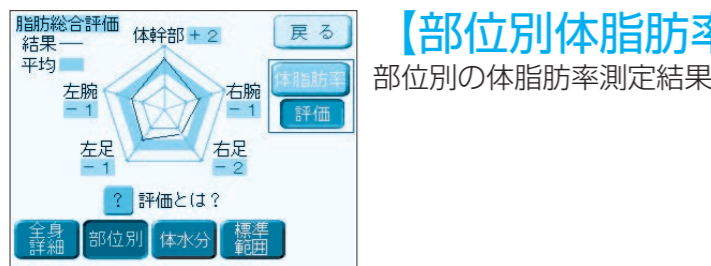 脂肪総合評価
結果
平均
体幹部+2
戻る
体脂肪率
評価
左腕
-1
右腕
-1
左足
-1
右足
-2
? 評価とは?
全身詳細
部位別
体水分
標準範囲
【部位別体脂肪率
部位別の体脂肪率測定結果